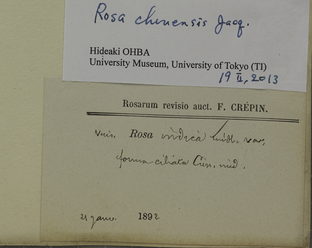 Rosa chinensis Jacq.
Hideaki OHBA
University Museum, University of Tokyo (TI)
19 II, 2013
Rosarum revisio auct. F. CRÉPIN.
Rosa indica
forma ciliata
1892